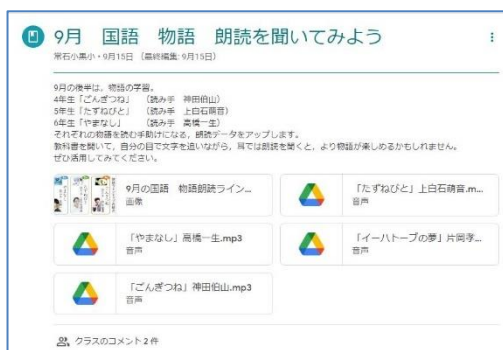 9月 国語 物語 朗読を聞いてみよう
常石小黒小・9月15日 (最終編集: 9月15日)
9月の後半は、物語の学習。
4年生「ごんぎつね」 (読み手 神田伯山)
5年生「たずねびと」 (読み手 上白石萌音)
6年生「やまなし」 (読み手 高橋一生)
それぞれの物語を読む手助けになる、朗読データをアップします。
教科書を開いて、自分の目で文字を追いながら、耳では朗読を聞くと、より物語が楽しめるかもしれません。
ぜひ活用してみてください。
9月の国語 物語朗読ライン...
画像
「たずねびと」上白石萌音.m...
音声
「やまなし」高橋一生.mp3
音声
「イーハトーブの夢」片岡孝...
音声
「ごんぎつね」神田伯山.mp3
音声
クラスのコメント 2 件